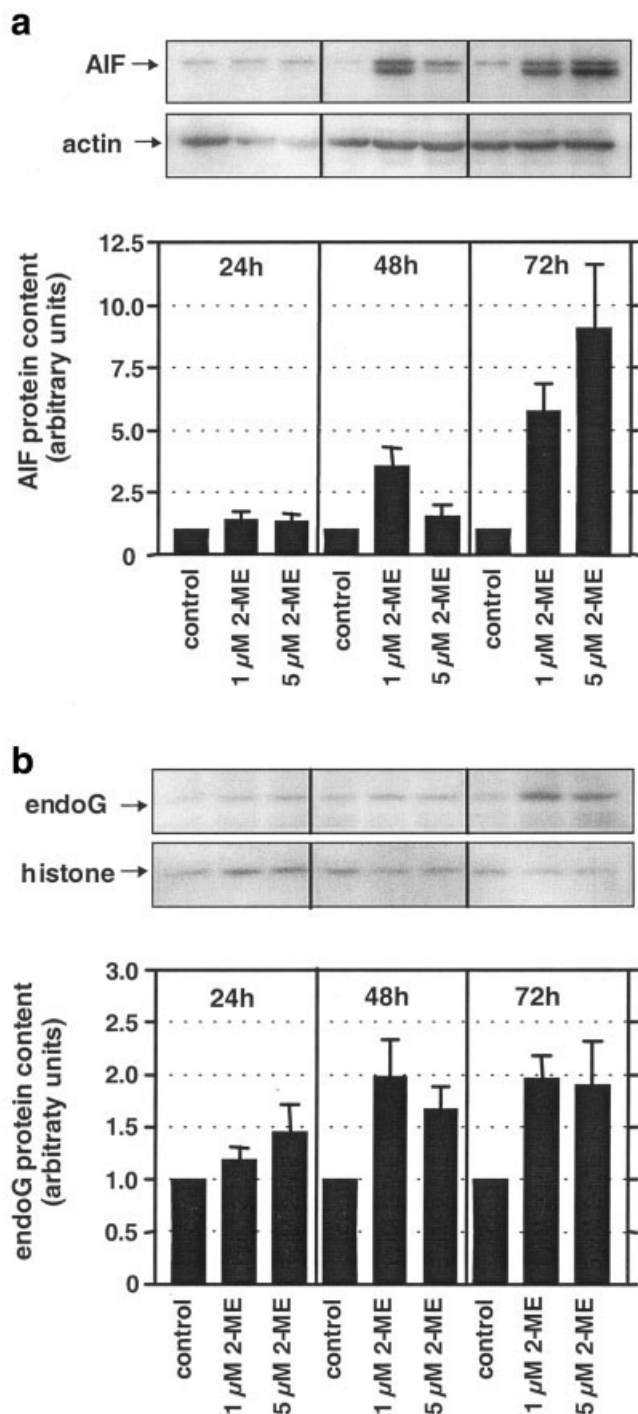 a
AIF
actin
AIF protein content
(arbitrary units)
12.5
10.0
7.5
5.0
2.5
0
24h
48h
72h
control
1 µM 2-ME
5 µM 2-ME
control
1 µM 2-ME
5 µM 2-ME
control
1 µM 2-ME
5 µM 2-ME
b
endoG
histone
endoG protein content
(arbitraty units)
3.0
2.5
2.0
1.5
1.0
0.5
0
24h
48h
72h
control
1 µM 2-ME
5 µM 2-ME
control
1 µM 2-ME
5 µM 2-ME
control
1 µM 2-ME
5 µM 2-ME